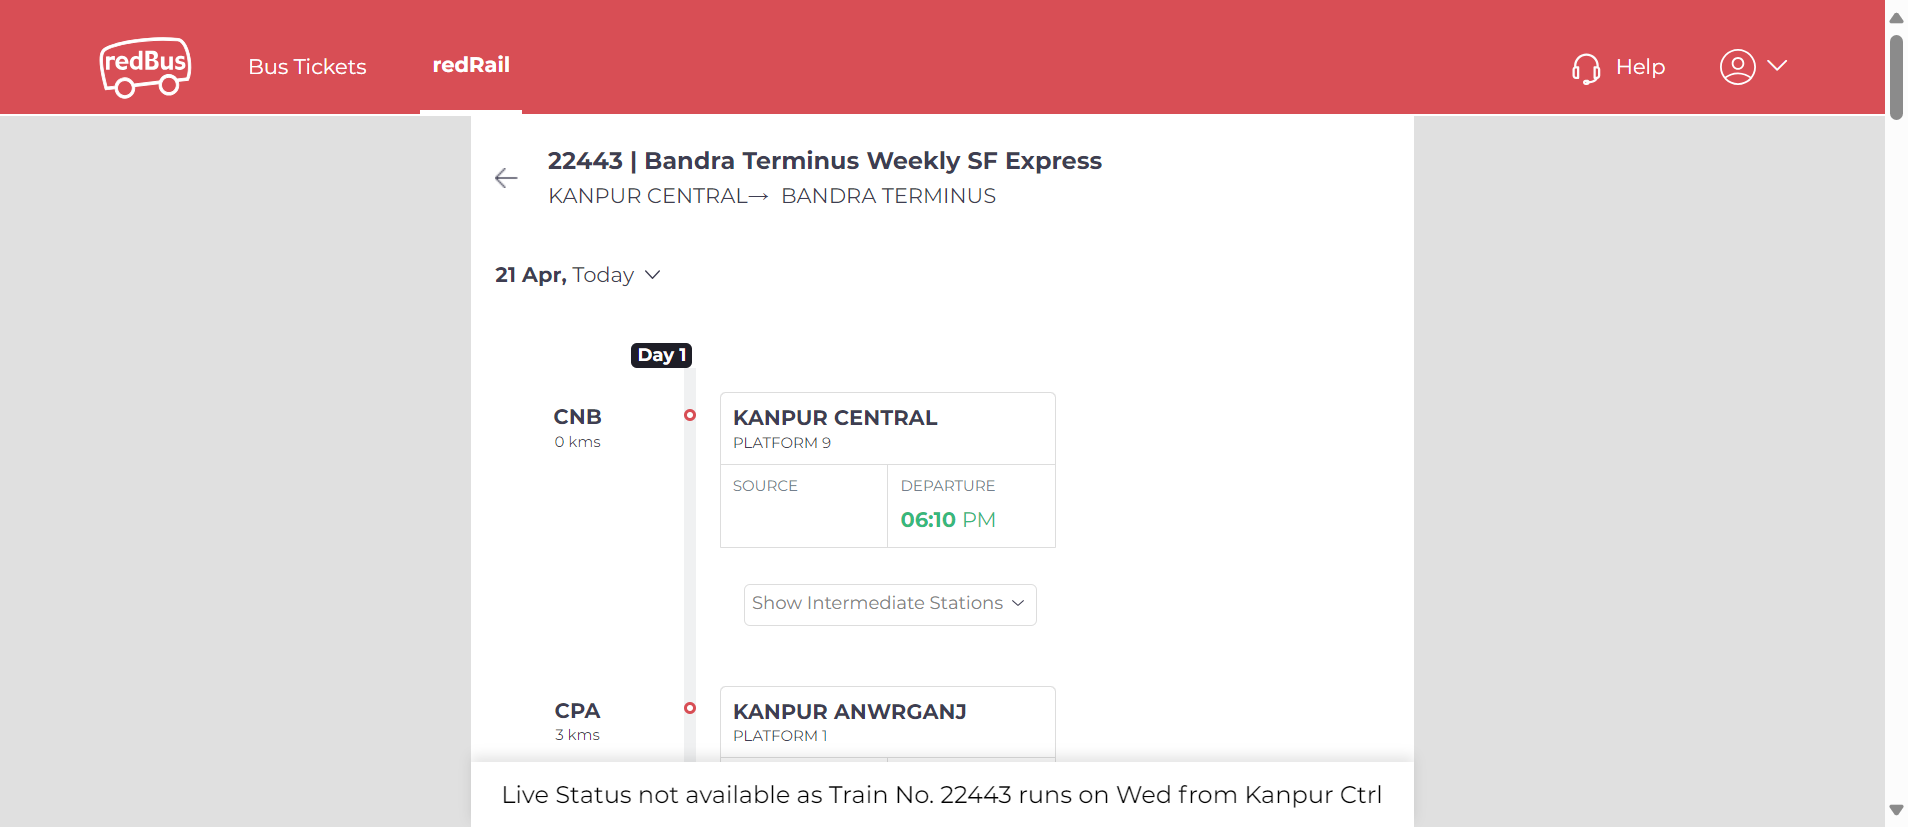 redBus
Bus Tickets
redRail
Help
22443 | Bandra Terminus Weekly SF Express
KANPUR CENTRAL→ BANDRA TERMINUS
21 Apr, Today
Day 1
CNB
0 kms
KANPUR CENTRAL
PLATFORM 9
SOURCE
DEPARTURE
06:10 PM
Show Intermediate Stations
CPA
3 kms
KANPUR ANWRGANJ
PLATFORM 1
Live Status not available as Train No. 22443 runs on Wed from Kanpur Ctrl